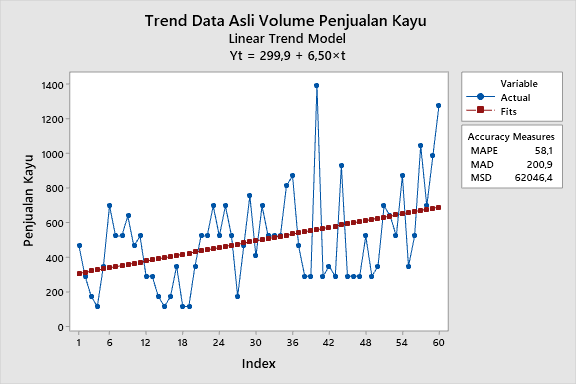 Trend Data Asli Volume Penjualan Kayu
Linear Trend Model
Yt = 299,9 + 6,50×t
Penjualan Kayu
1400
1200
1000
800
600
400
200
0
1 6 12 18 24 30 36 42 48 54 60
Index
Variable
Actual
Fits
Accuracy Measures
MAPE 58,1
MAD 200,9
MSD 62046,4